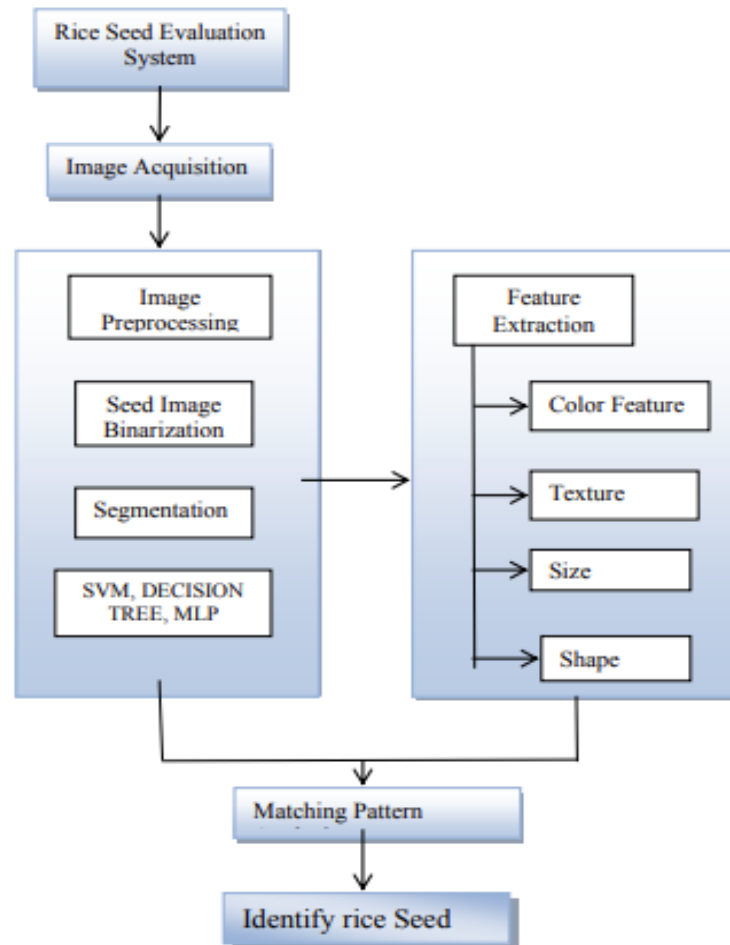 Rice Seed Evaluation
System
Image Acquisition
Image
Preprocessing
Seed Image
Binarization
Segmentation
SVM, DECISION
TREE, MLP
Feature
Extraction
Color Feature
Texture
Size
Shape
Matching Pattern
Identify rice Seed